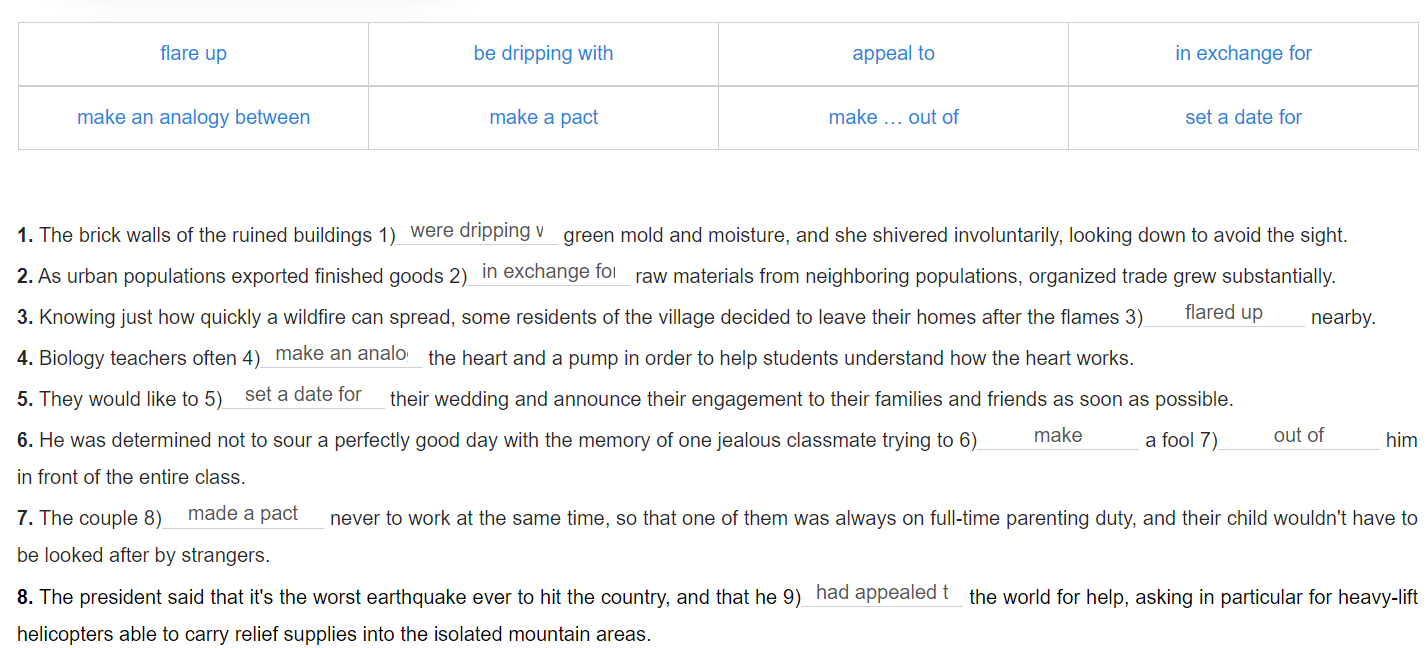 flare up be dripping with appeal to in exchange for
make an analogy between make a pact make … out of set a date for
1. The brick walls of the ruined buildings 1) were dripping green mold and moisture, and she shivered involuntarily, looking down to avoid the sight.
2. As urban populations exported finished goods 2) in exchange for raw materials from neighboring populations, organized trade grew substantially.
3. Knowing just how quickly a wildfire can spread, some residents of the village decided to leave their homes after the flames 3) flared up nearby.
4. Biology teachers often 4) make an analo the heart and a pump in order to help students understand how the heart works.
5. They would like to 5) set a date for their wedding and announce their engagement to their families and friends as soon as possible.
6. He was determined not to sour a perfectly good day with the memory of one jealous classmate trying to 6) make a fool 7) out of him
in front of the entire class.
7. The couple 8) made a pact never to work at the same time, so that one of them was always on full-time parenting duty, and their child wouldn't have to
be looked after by strangers.
8. The president said that it's the worst earthquake ever to hit the country, and that he 9) had appealed t the world for help, asking in particular for heavy-lift
helicopters able to carry relief supplies into the isolated mountain areas.